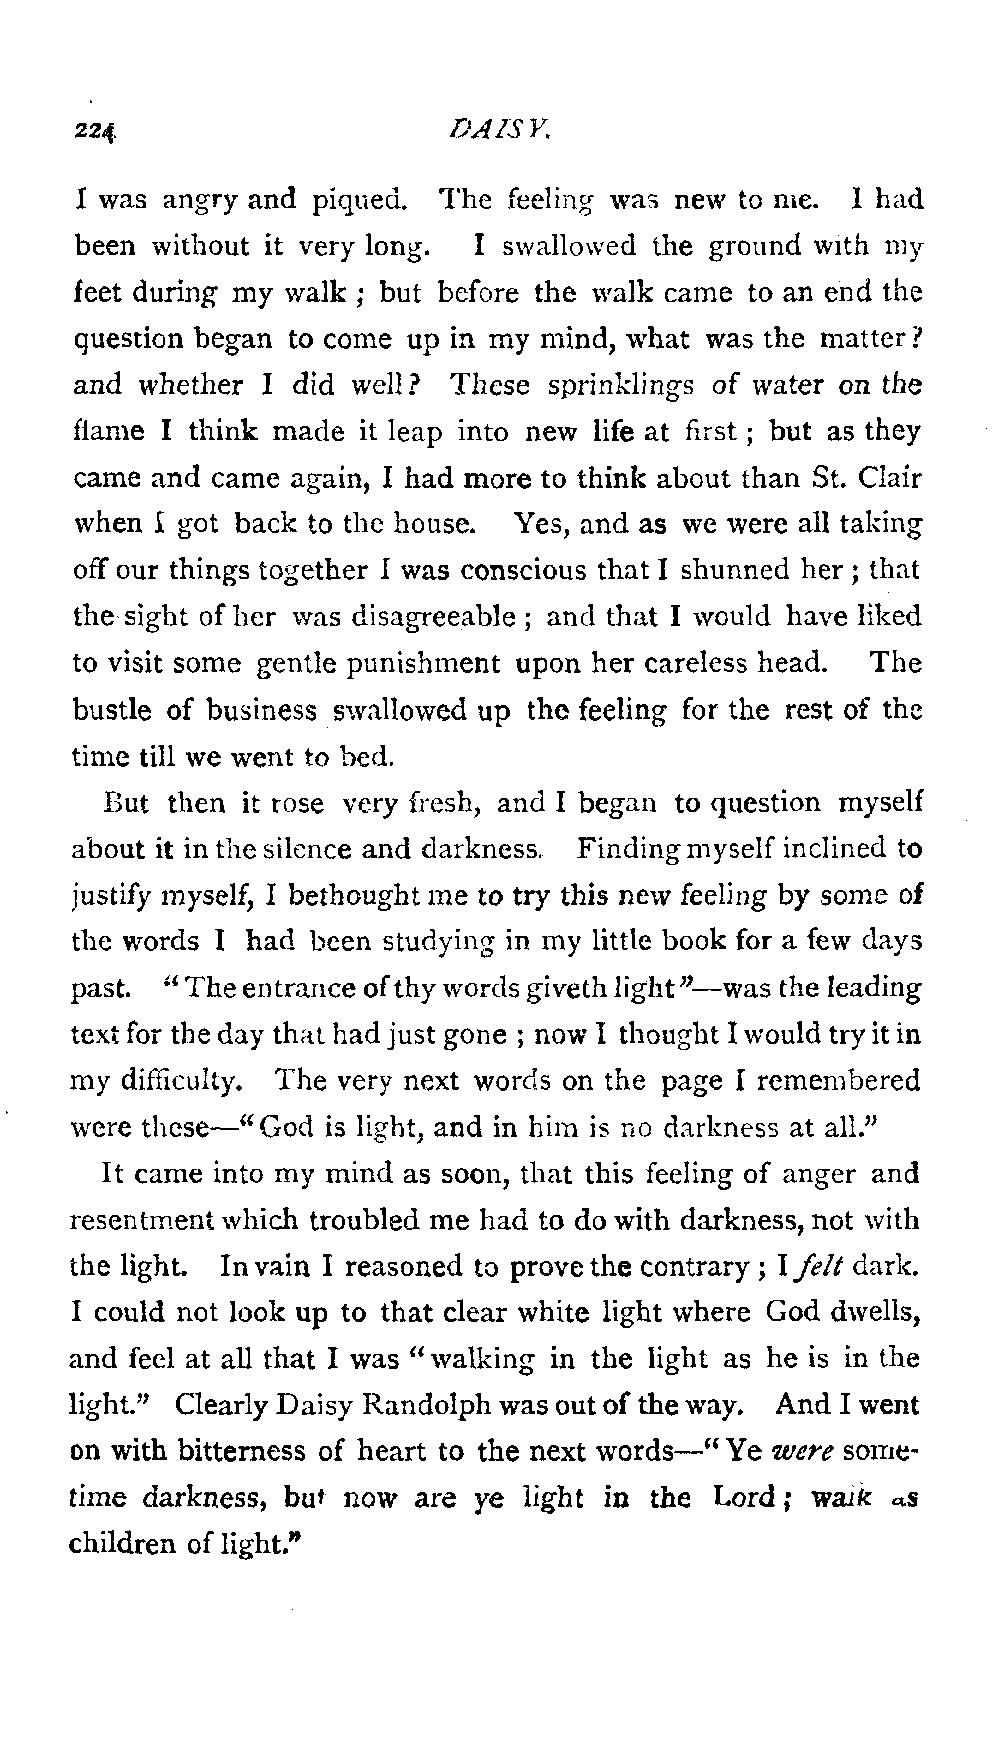 224 DAISY.
I was angry and piqued. The feeling was new to me. I had
been without it very long. I swallowed the ground with my
feet during my walk ; but before the walk came to an end the
question began to come up in my mind, what was the matter?
and whether I did well? These sprinklings of water on the
flame I think made it leap into new life at first ; but as they
came and came again, I had more to think about than St. Clair
when I got back to the house. Yes, and as we were all taking
off our things together I was conscious that I shunned her ; that
the sight of her was disagreeable ; and that I would have liked
to visit some gentle punishment upon her careless head. The
bustle of business swallowed up the feeling for the rest of the
time till we went to bed.
But then it rose very fresh, and I began to question myself
about it in the silence and darkness. Finding myself inclined to
justify myself, I bethought me to try this new feeling by some of
the words I had been studying in my little book for a few days
past. "The entrance of thy words giveth light"—was the leading
text for the day that had just gone ; now I thought I would try it in
my difficulty. The very next words on the page I remembered
were these—"God is light, and in him is no darkness at all."
It came into my mind as soon, that this feeling of anger and
resentment which troubled me had to do with darkness, not with
the light. In vain I reasoned to prove the contrary ; I felt dark.
I could not look up to that clear white light where God dwells,
and feel at all that I was "walking in the light as he is in the
light." Clearly Daisy Randolph was out of the way. And I went
on with bitterness of heart to the next words—"Ye were some-
time darkness, but now are ye light in the Lord ; walk as
children of light."